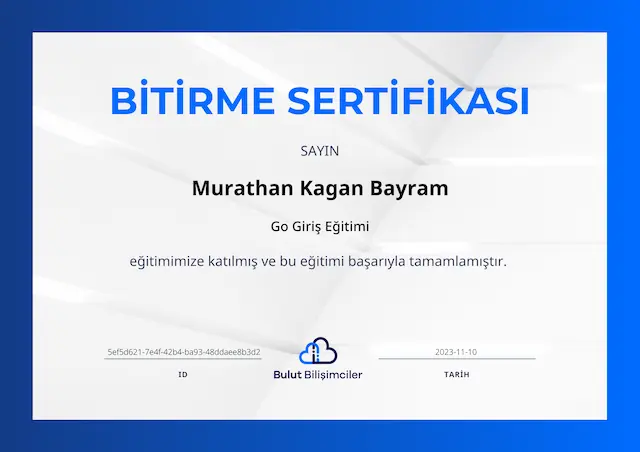 BİTİRME SERTİFİKASI
SAYIN
Murathan Kagan Bayram
Go Giriş Eğitimi
eğitimimize katılmış ve bu eğitimi başarıyla tamamlamıştır.
5ef5d621-7e4f-42b4-ba93-48ddaee8b3d2
2023-11-10
ID
Bulut Bilişimciler
TARİH